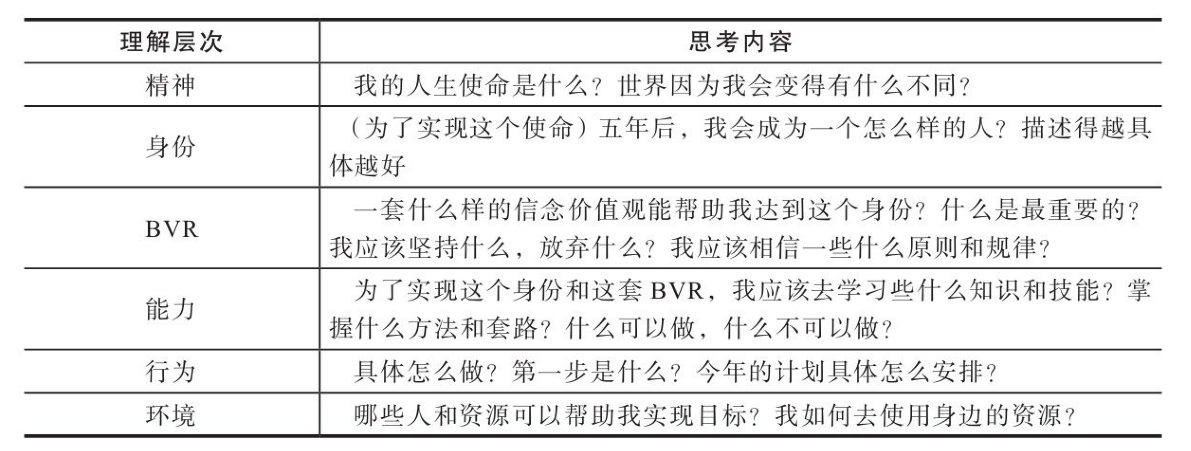 理解层次 思考内容
精神 我的人生使命是什么？世界因为我会变得有什么不同？
身份 （为了实现这个使命）五年后，我会成为一个怎么样的人？描述得越具
体越好
BVR 一套什么样的信念价值观能帮助我达到这个身份？什么是最重要的？
我应该坚持什么，放弃什么？我应该相信一些什么原则和规律？
能力 为了实现这个身份和这套 BVR，我应该去学习些什么知识和技能？掌
握什么方法和套路？什么可以做，什么不可以做？
行为 具体怎么做？第一步是什么？今年的计划具体怎么安排？
环境 哪些人和资源可以帮助我实现目标？我如何去使用身边的资源？